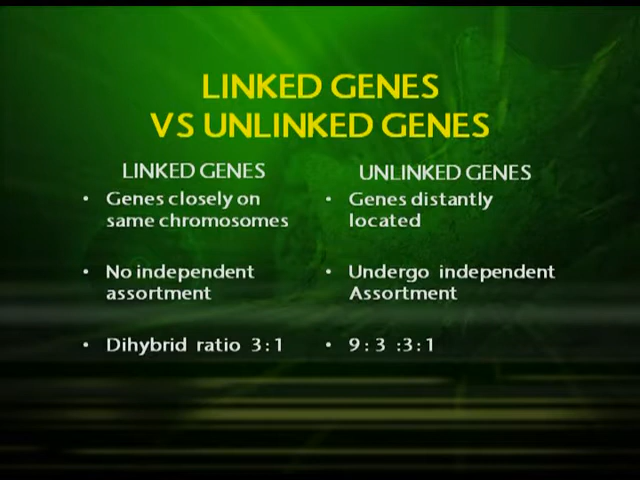 LINKED GENES
VS UNLINKED GENES
LINKED GENES
• Genes closely on
same chromosomes
• No independent
assortment
• Dihybrid ratio 3 : 1
UNLINKED GENES
• Genes distantly
located
• Undergo independent
Assortment
• 9 : 3 :3 : 1